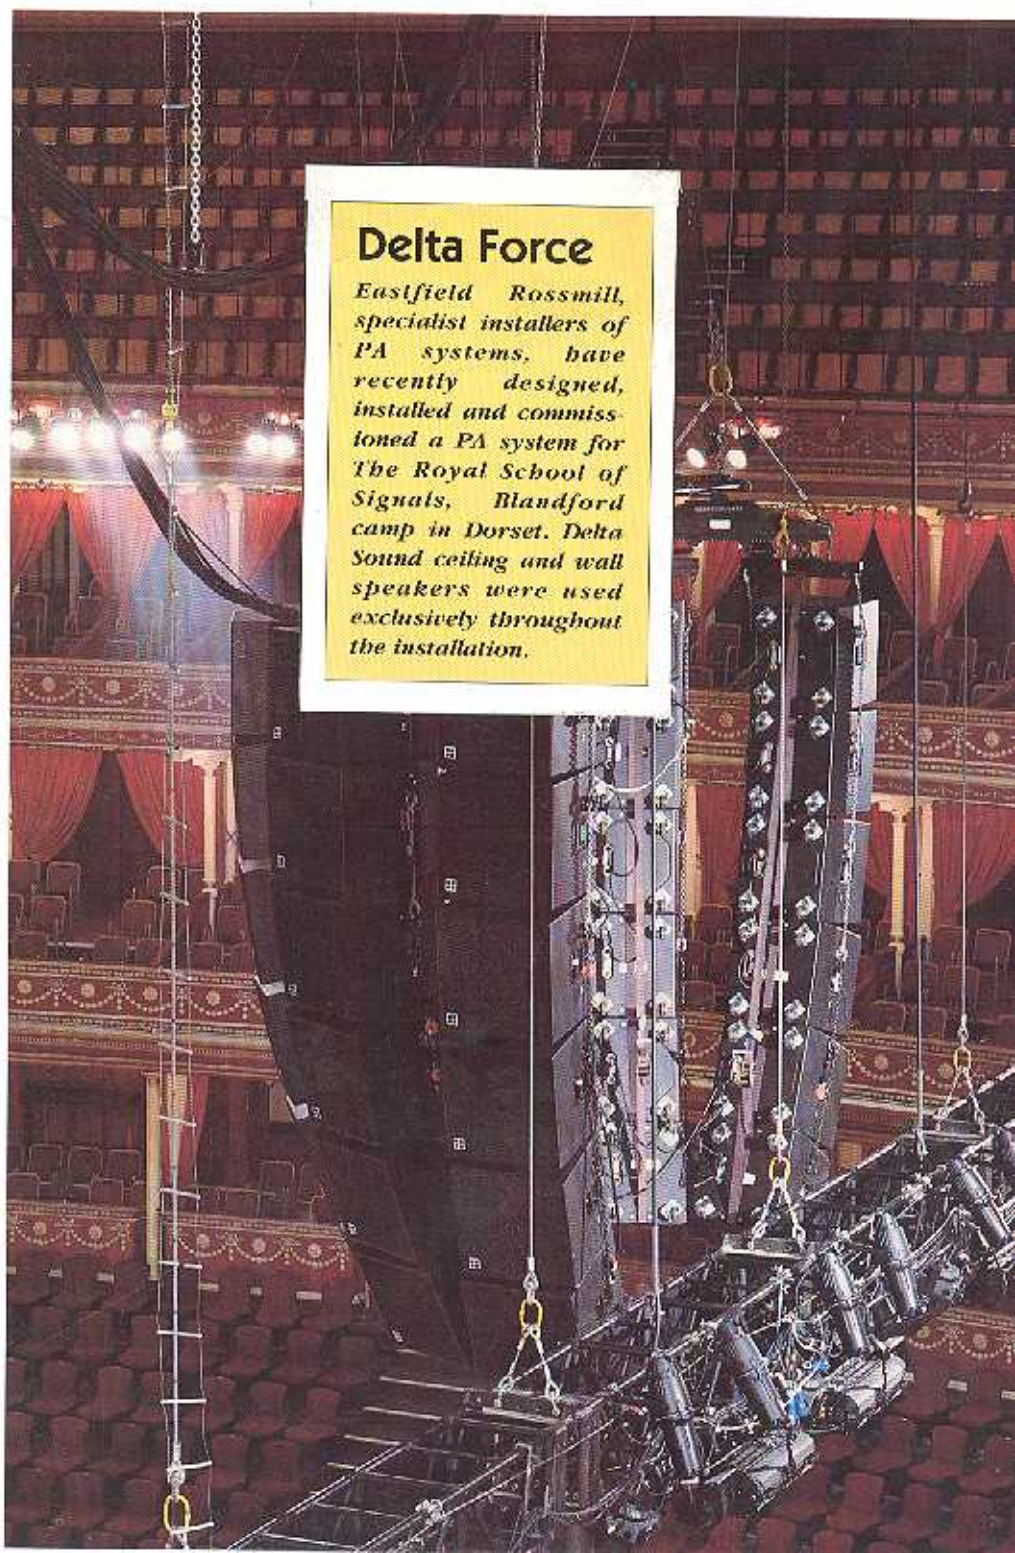 Delta Force
Eastfield Rossmill,
specialist installers of
PA systems, have
recently designed,
installed and commiss-
ioned a PA system for
The Royal School of
Signals, Blandford
camp in Dorset. Delta
Sound ceiling and wall
speakers were used
exclusively throughout
the installation.